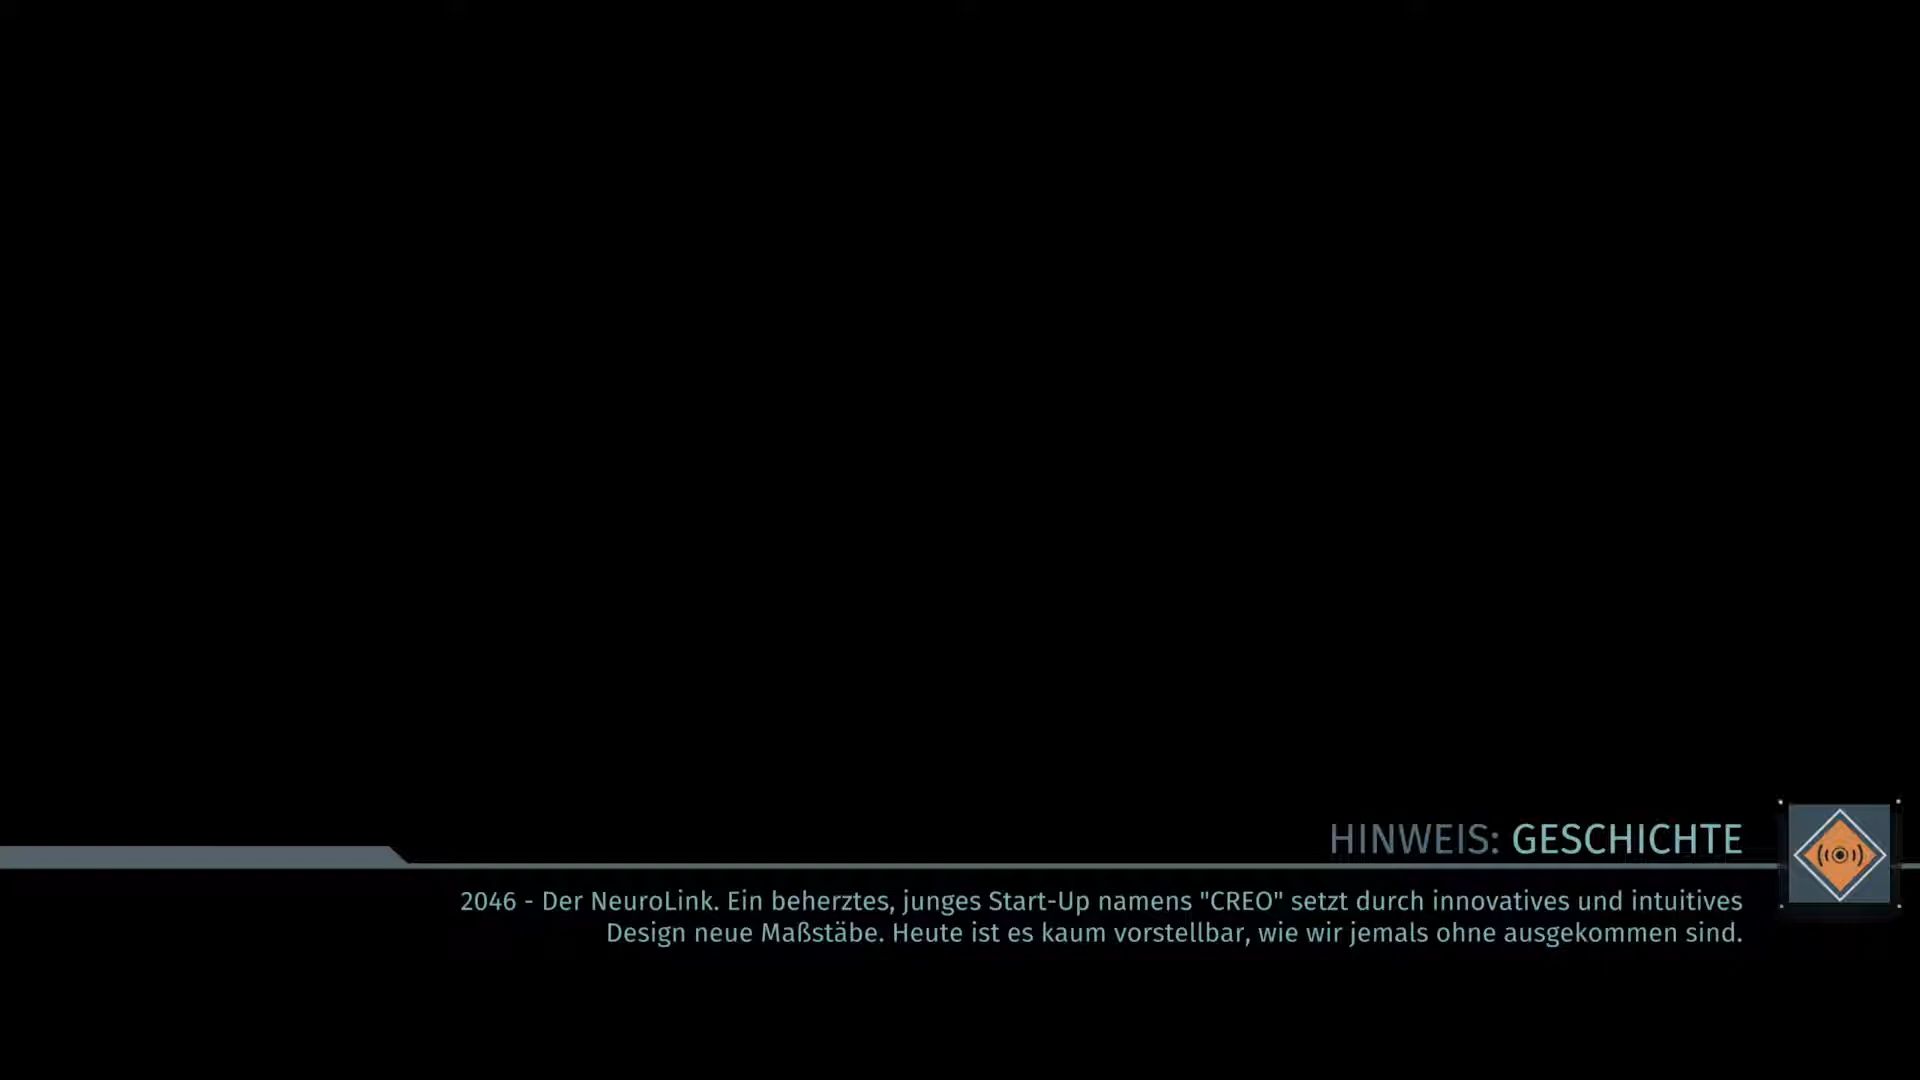 HINWEIS: GESCHICHTE
2046 - Der NeuroLink. Ein beherztes, junges Start-Up namens "CREO" setzt durch innovatives und intuitives
Design neue Maßstäbe. Heute ist es kaum vorstellbar, wie wir jemals ohne ausgekommen sind.